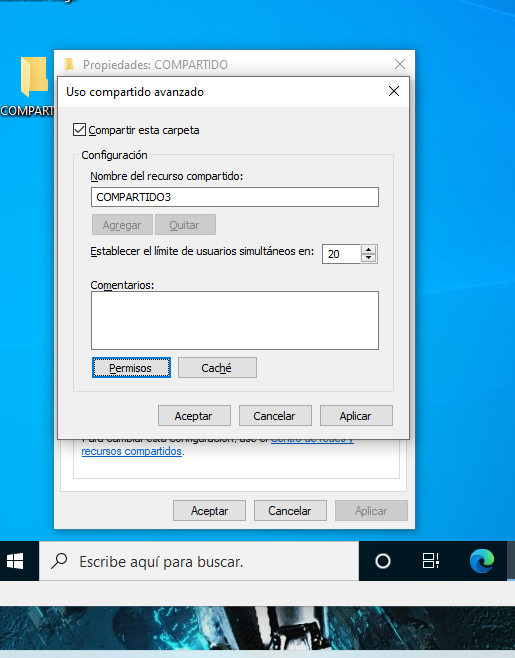 Propiedades: COMPARTIDO
Uso compartido avanzado
COMPART
Compartir esta carpeta
Configuración
Nombre del recurso compartido:
COMPARTIDO3
Agregar
Quitar
Establecer el límite de usuarios simultáneos en:
20
Comentarios:
Permisos
Caché
Aceptar
Cancelar
Aplicar
Para cambiar esta configuración, use el Centro de redes y
recursos compartidos.
Aceptar
Cancelar
Aplicar
Escribe aquí para buscar.